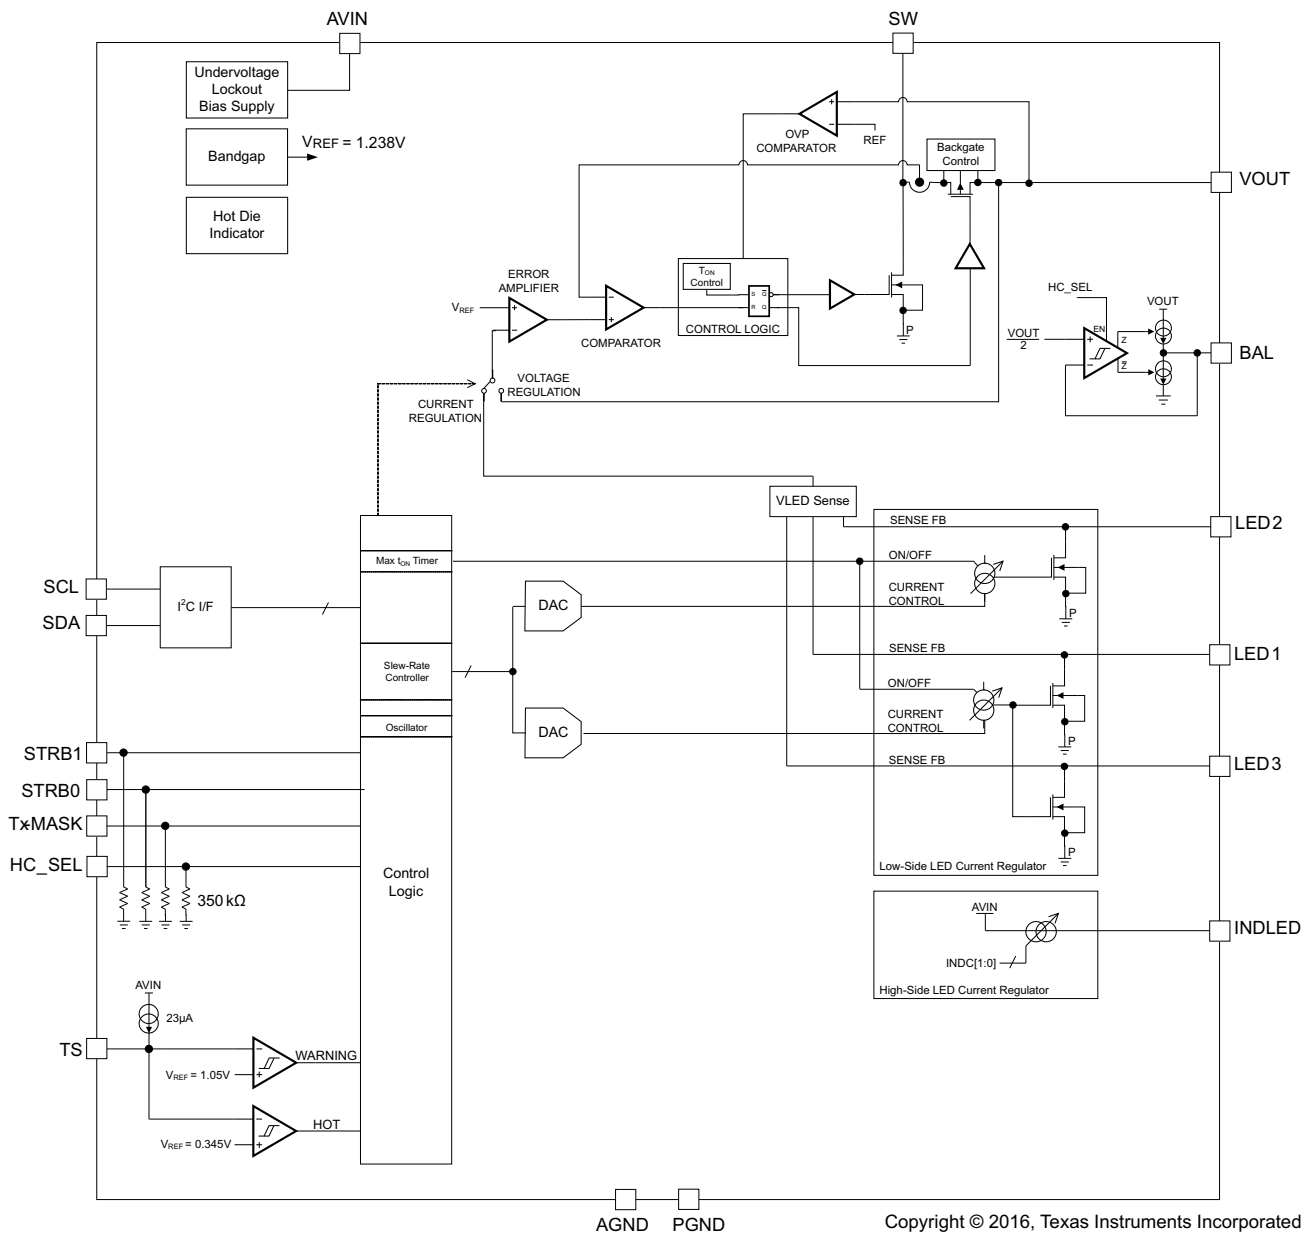 AVIN
SW
Undervoltage
Lockout
Bias Supply
Bandgap
VREF = 1.238V
Hot Die
Indicator
OVP
COMPARATOR
+
−
REF
Backgate
Control
VOUT
ERROR
AMPLIFIER
VREF
+
−
−
+
COMPARATOR
TON
Control
S
Q̅
R
Q
CONTROL LOGIC
P
HC_SEL
VOUT
VOUT
2
EN
+
−
Z
Z̅
BAL
VOLTAGE
REGULATION
CURRENT
REGULATION
VLED Sense
SENSE FB
LED2
Max tON Timer
ON/OFF
CURRENT
CONTROL
P
SCL
SDA
I²C I/F
DAC
SENSE FB
LED1
Slew-Rate
Controller
ON/OFF
CURRENT
CONTROL
P
Oscillator
DAC
SENSE FB
LED3
P
Low-Side LED Current Regulator
STRB1
STRB0
Tx-MASK
HC_SEL
350 kΩ
Control
Logic
AVIN
INDC[1:0]
INDLED
High-Side LED Current Regulator
AVIN
23µA
TS
−
VREF = 1.05V
+
WARNING
−
VREF = 0.345V
+
HOT
AGND
PGND
Copyright © 2016, Texas Instruments Incorporated